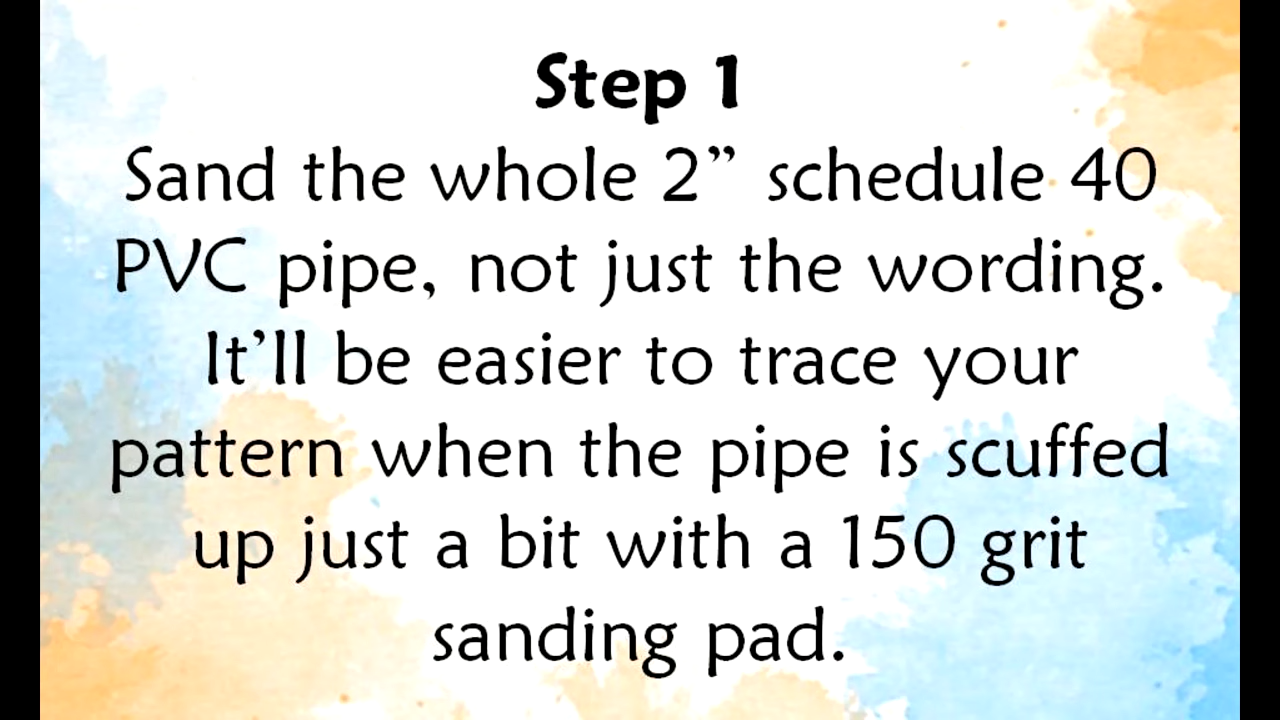 Step 1
Sand the whole 2” schedule 40
PVC pipe, not just the wording.
It’ll be easier to trace your
pattern when the pipe is scuffed
up just a bit with a 150 grit
sanding pad.